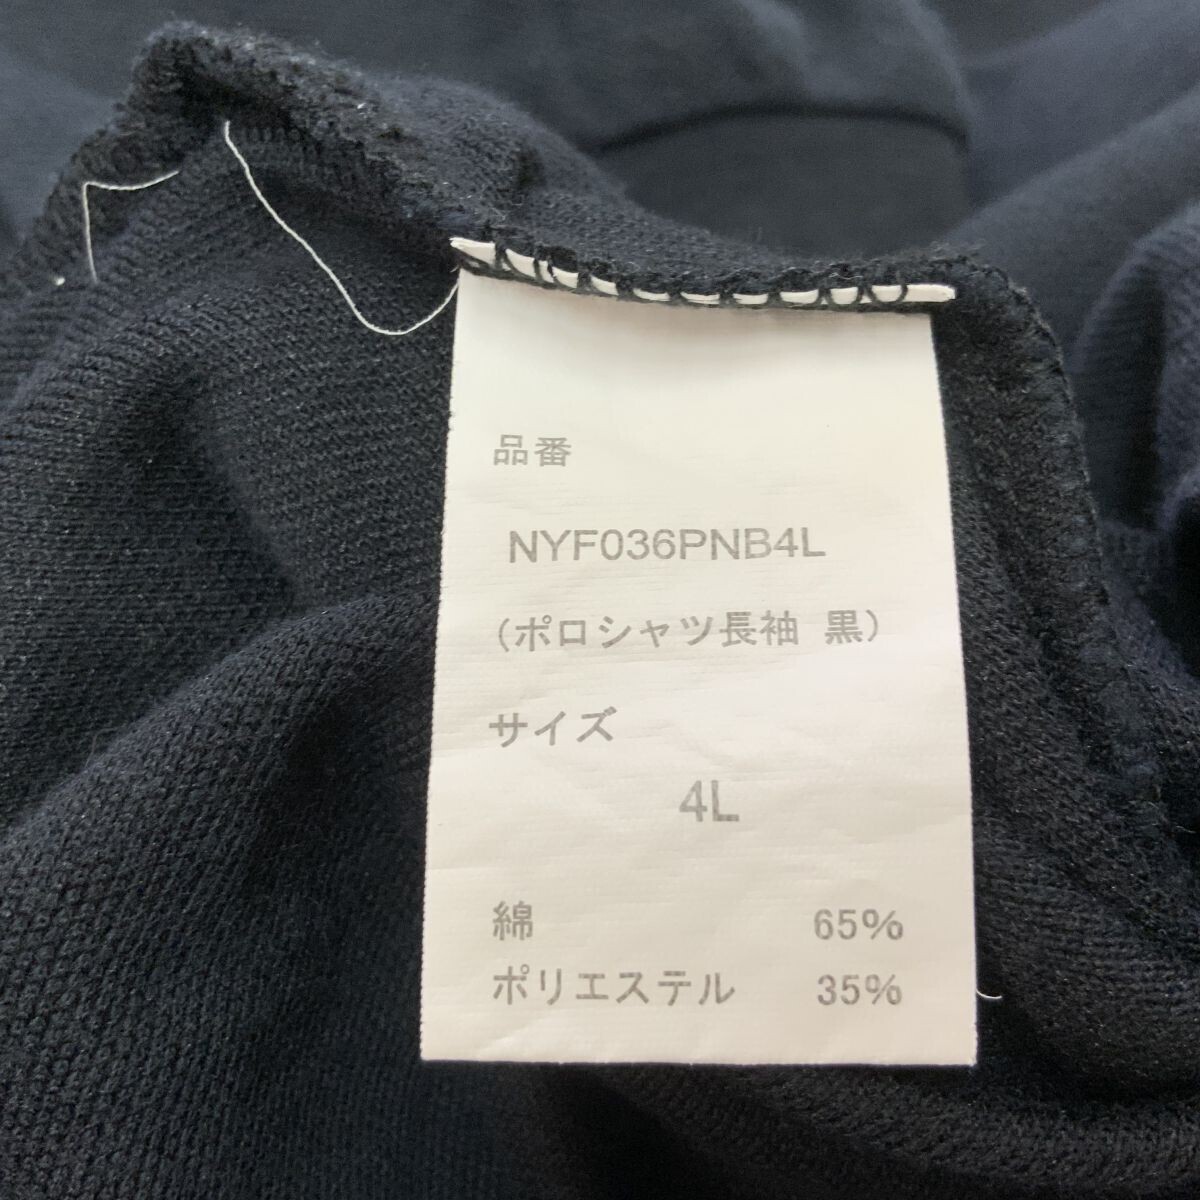 品番
NYF036PNB4L
（ポロシャツ長袖 黒）
サイズ
4L
綿 65%
ポリエステル 35%